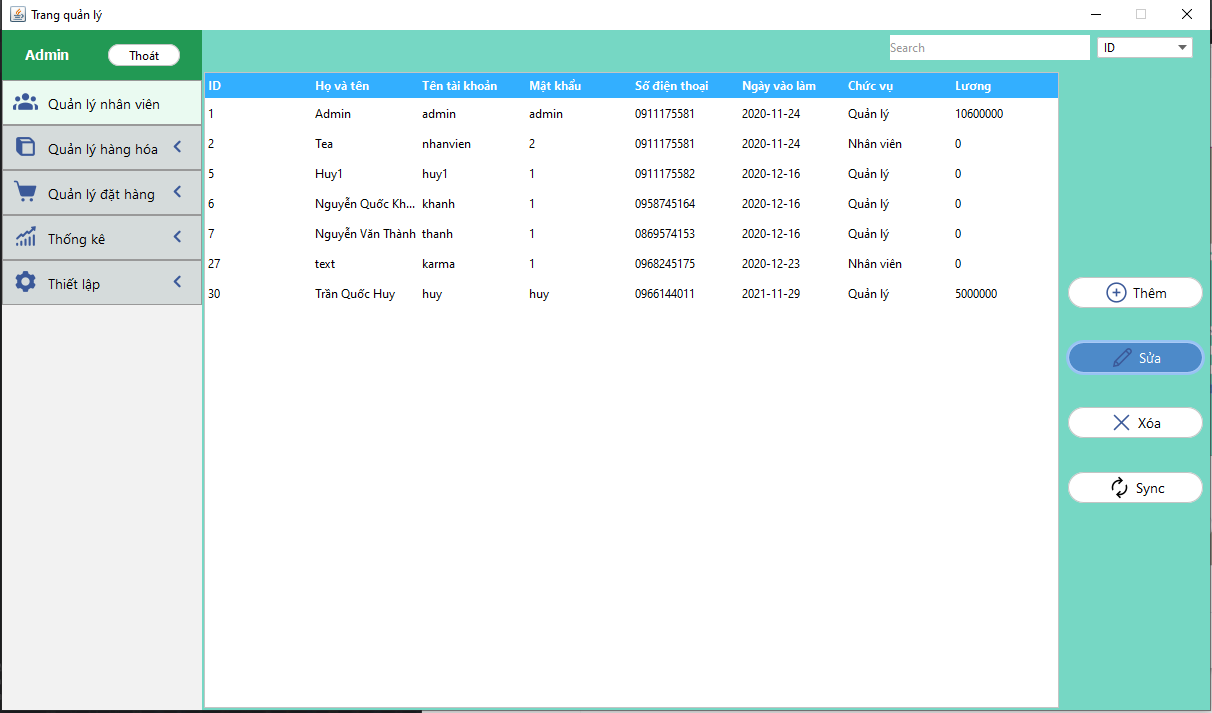 Trang quản lý
Admin Thoát
Search ID
Quản lý nhân viên
Quản lý hàng hóa
Quản lý đặt hàng
Thống kê
Thiết lập
ID Họ và tên Tên tài khoản Mật khẩu Số điện thoại Ngày vào làm Chức vụ Lương
1 Admin admin admin 0911175581 2020-11-24 Quản lý 10600000
2 Tea nhanvien 2 0911175581 2020-11-24 Nhân viên 0
5 Huy1 huy1 1 0911175582 2020-12-16 Quản lý 0
6 Nguyễn Quốc Kh... khanh 1 0958745164 2020-12-16 Quản lý 0
7 Nguyễn Văn Thành thanh 1 0869574153 2020-12-16 Quản lý 0
27 text karma 1 0968245175 2020-12-23 Nhân viên 0
30 Trần Quốc Huy huy huy 0966144011 2021-11-29 Quản lý 5000000
Thêm
Sửa
Xóa
Sync